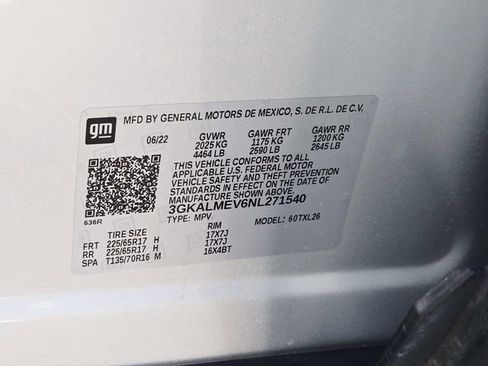 gm
MFD BY GENERAL MOTORS DE MEXICO, S. DE R.L. DE C.V.
06/22 GVWR GAWR FRT GAWR RR
2025 KG 1175 KG 1200 KG
4464 LB 2590 LB 2645 LB
THIS VEHICLE CONFORMS TO ALL
APPLICABLE U.S. FEDERAL MOTOR
VEHICLE SAFETY AND THEFT PREVENTION
STANDARDS IN EFFECT ON THE DATE OF
MANUFACTURE SHOWN ABOVE.
3GKALMEV6NL271540
TYPE: MPV MODEL: 60TXL26
636R
TIRE SIZE RIM
FRT 225/65R17 H 17X7J
RR 225/65R17 H 17X7J
SPA T135/70R16 M 16X4BT